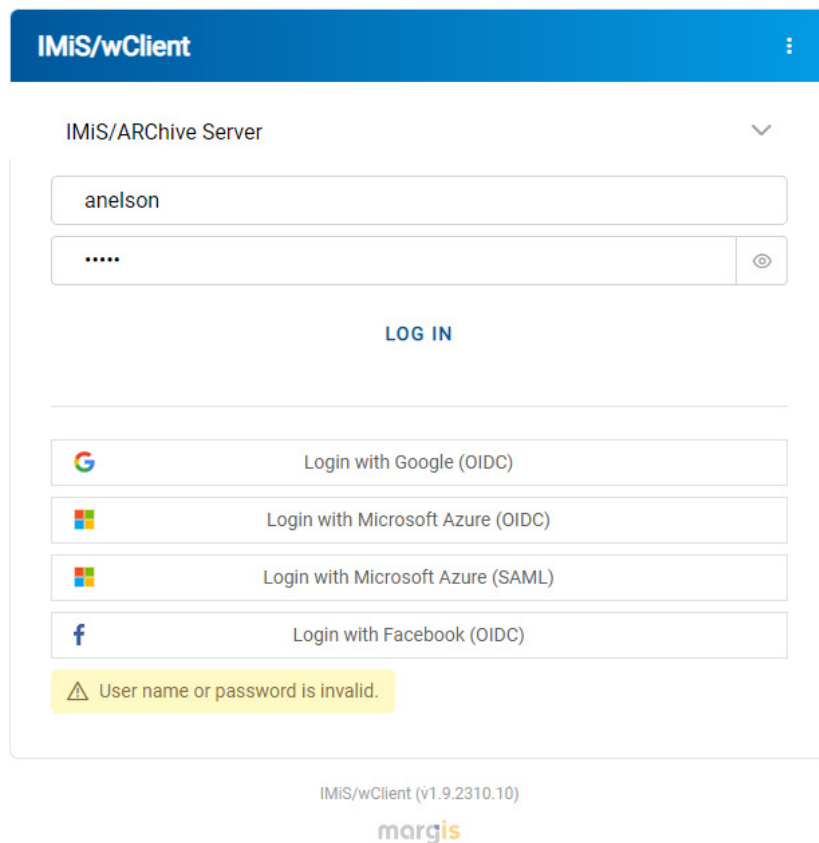 IMiS/wClient
IMiS/ARChive Server
anelson
•••••
LOG IN
Login with Google (OIDC)
Login with Microsoft Azure (OIDC)
Login with Microsoft Azure (SAML)
Login with Facebook (OIDC)
User name or password is invalid.
IMiS/wClient (v1.9.2310.10)
margis